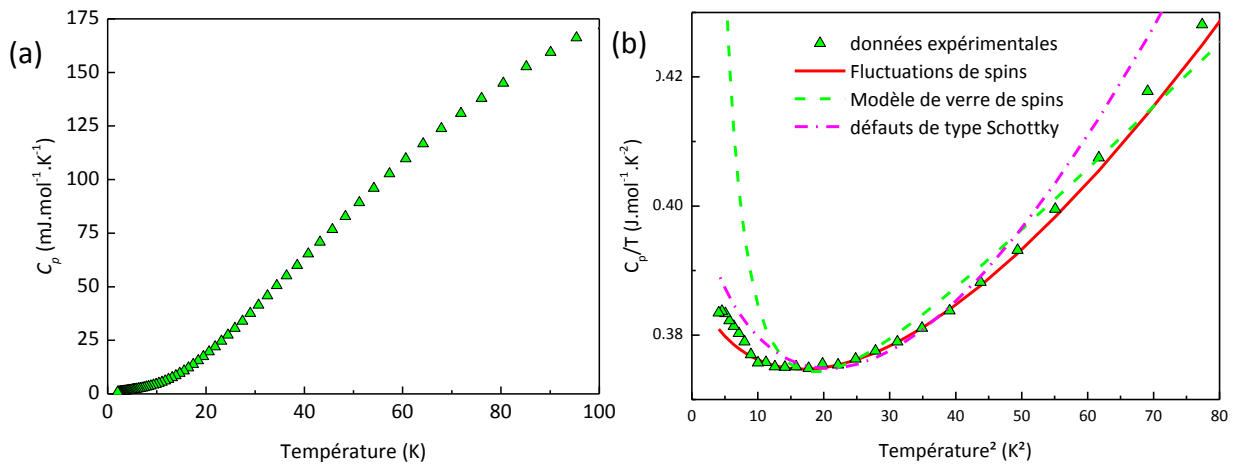 (a)
175
150
125
100
75
50
25
0
Cp (mJ.mol⁻¹.K⁻¹)
0 20 40 60 80 100
Température (K)
(b)
données expérimentales
Fluctuations de spins
Modèle de verre de spins
défauts de type Schottky
0.42
0.40
0.38
Cp/T (J.mol⁻¹.K⁻²)
0 10 20 30 40 50 60 70 80
Température² (K²)